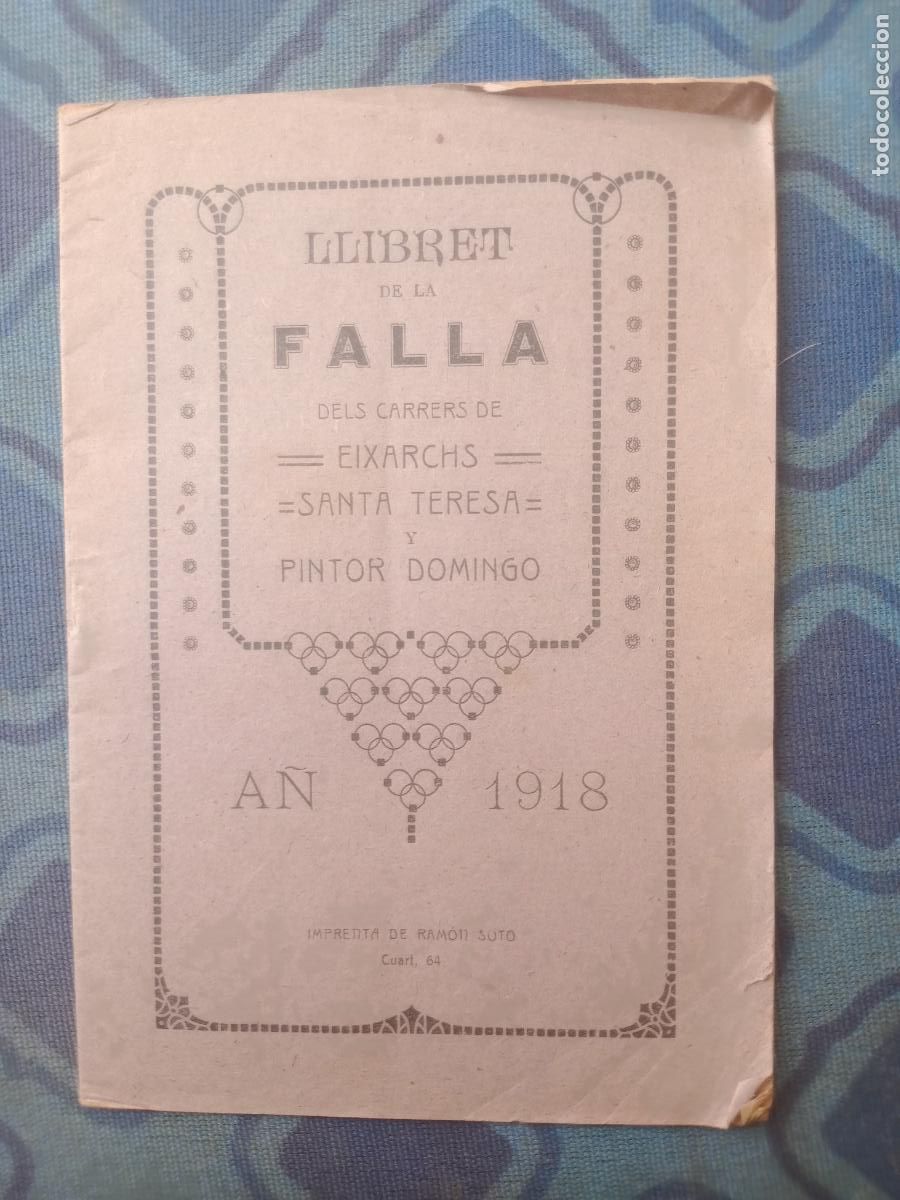 LLIBRET
DE LA
FALLA
DELS CARRERS DE
EIXARCHS
SANTA TERESA
Y
PINTOR DOMINGO
AÑ 1918
IMPRENTA DE RAMÓN SOTO
Cuart, 64
todocoleccion